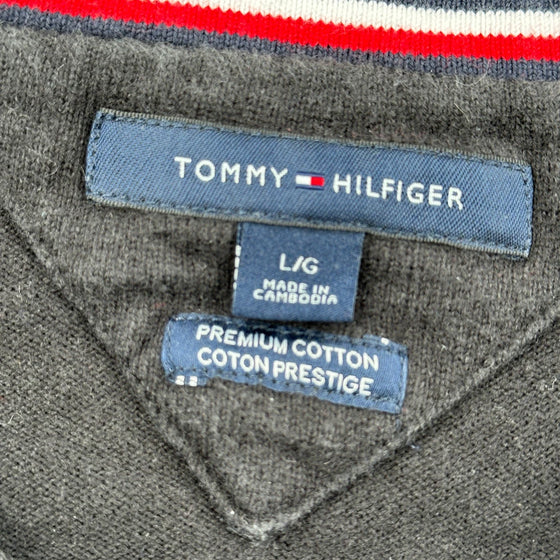 TOMMY HILFIGER
L/G
MADE IN
CAMBODIA
PREMIUM COTTON
COTON PRESTIGE